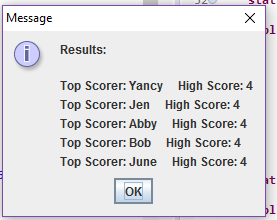 Message
Results:
Top Scorer: Yancy High Score: 4
Top Scorer: Jen High Score: 4
Top Scorer: Abby High Score: 4
Top Scorer: Bob High Score: 4
Top Scorer: June High Score: 4
OK